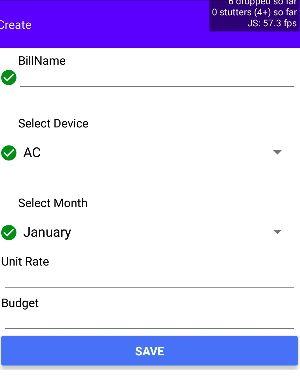 6 dropped so far
Create
0 stutters (4+) so far
JS: 57.3 fps
BillName
Select Device
AC
Select Month
January
Unit Rate
Budget
SAVE